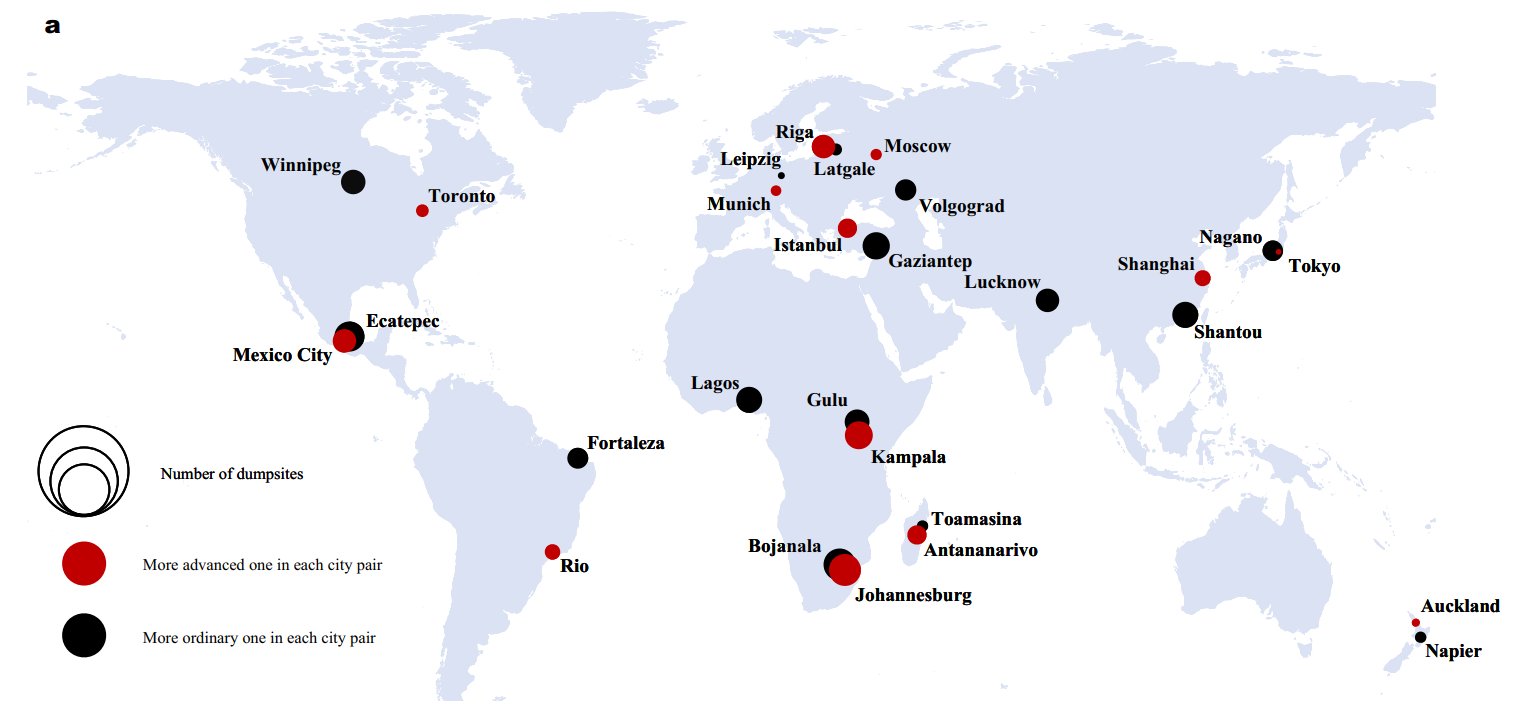 a
Riga
Moscow
Leipzig
Winnipeg
Latgale
Toronto
Munich
Volgograd
Nagano
Istanbul
Gaziantep
Shanghai
Tokyo
Lucknow
Ecatepec
Shantou
Mexico City
Lagos
Gulu
Fortaleza
Kampala
Number of dumpsites
Toamasina
Bojanala
Antananarivo
More advanced one in each city pair
Rio
Johannesburg
Auckland
More ordinary one in each city pair
Napier